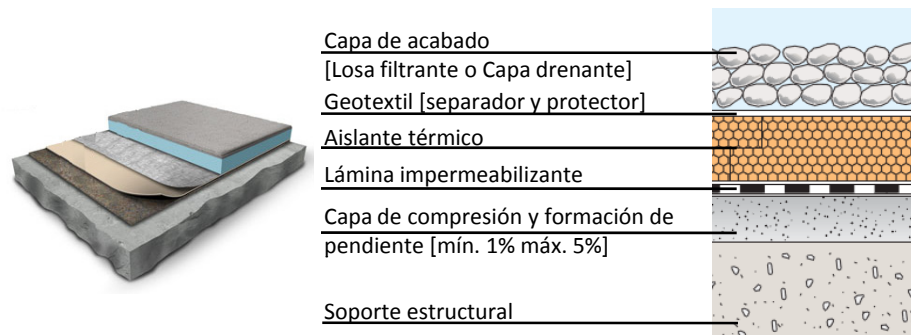 Capa de acabado
[Losa filtrante o Capa drenante]
Geotextil [separador y protector]
Aislante térmico
Lámina impermeabilizante
Capa de compresión y formación de
pendiente [mín. 1% máx. 5%]
Soporte estructural